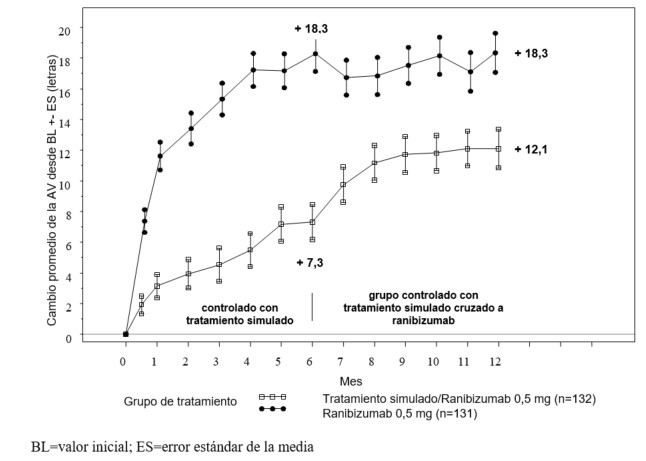 Cambio promedio de la AV desde BL +- ES (letras)
20
18
16
14
12
10
8
6
4
2
0
+ 18,3
+ 18,3
+ 12,1
+ 7,3
controlado con
tratamiento simulado
grupo controlado con
tratamiento simulado cruzado a
ranibizumab
0 1 2 3 4 5 6 7 8 9 10 11 12
Mes
Grupo de tratamiento
Tratamiento simulado/Ranibizumab 0,5 mg (n=132)
Ranibizumab 0,5 mg (n=131)
BL=valor inicial; ES=error estándar de la media